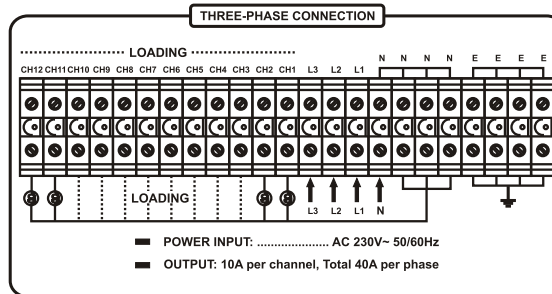 THREE-PHASE CONNECTION
LOADING
CH12 CH11 CH10 CH9 CH8 CH7 CH6 CH5 CH4 CH3 CH2 CH1 L3 L2 L1 N N N N E E E E
LOADING
L3 L2 L1 N
POWER INPUT: ..................... AC 230V~ 50/60Hz
OUTPUT: 10A per channel, Total 40A per phase